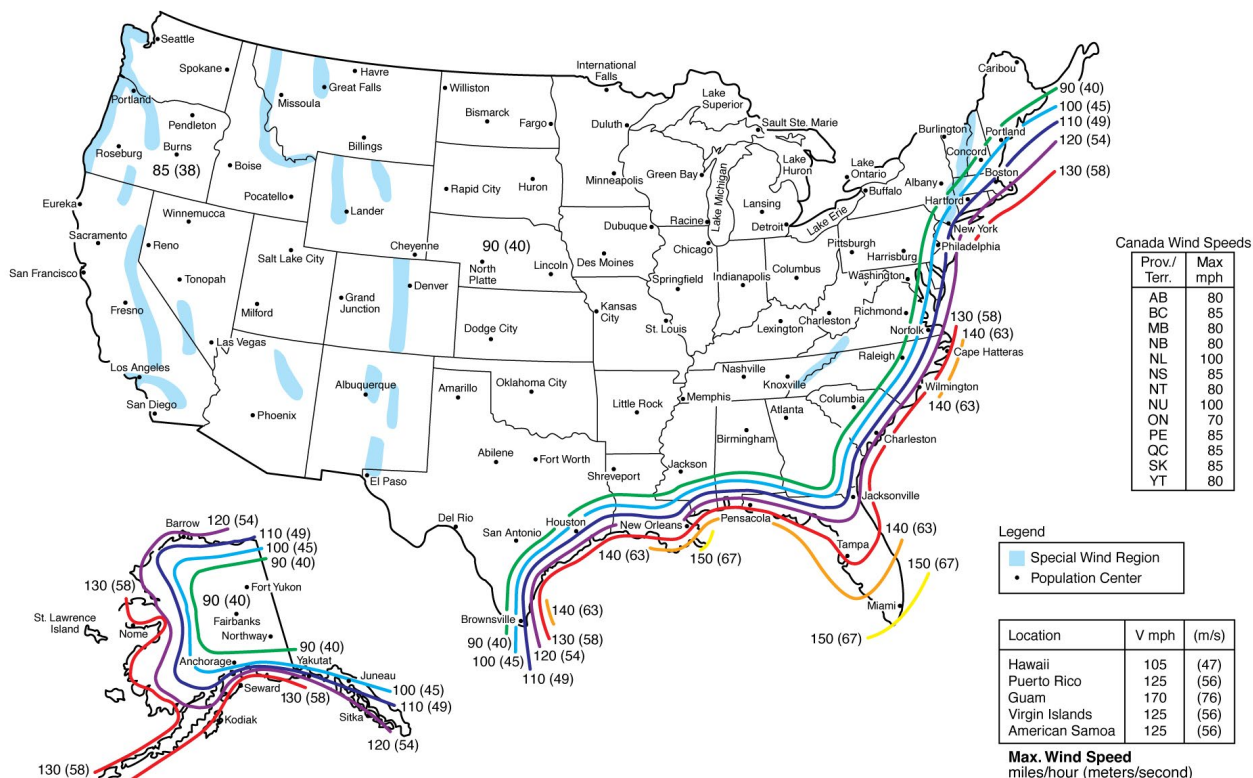 Seattle
Spokane
Portland
Pendleton
Burns
Roseburg
85 (38)
Boise
Pocatello
Missoula
Great Falls
Havre
Billings
Lander
Cheyenne
Williston
Bismarck
Fargo
Rapid City
Huron
International
Falls
Duluth
Minneapolis
Lake
Superior
Sault Ste. Marie
Green Bay
Lake Michigan
Lake
Huron
Lansing
Detroit
Lake Erie
Lake
Ontario
Buffalo
Racine
Chicago
Dubuque
Des Moines
Caribou
Burlington
Portland
Concord
Boston
Albany
Hartford
New York
Philadelphia
90 (40)
100 (45)
110 (49)
120 (54)
130 (58)
Eureka
Sacramento
San Francisco
Fresno
Los Angeles
San Diego
Winnemucca
Reno
Tonopah
Las Vegas
Salt Lake City
Milford
Grand
Junction
Denver
90 (40)
North
Platte
Lincoln
Dodge City
Kansas
City
St. Louis
Springfield
Indianapolis
Columbus
Pittsburgh
Harrisburg
Washington
Richmond
Charleston
Lexington
Norfolk
Raleigh
Cape Hatteras
Wilmington
130 (58)
140 (63)
140 (63)
Phoenix
Albuquerque
El Paso
Amarillo
Oklahoma City
Abilene
Fort Worth
Del Rio
San Antonio
Houston
Brownsville
Little Rock
Shreveport
Memphis
Nashville
Knoxville
Jackson
Birmingham
Atlanta
Columbia
Charleston
Jacksonville
New Orleans
Pensacola
Tampa
Miami
140 (63)
150 (67)
140 (63)
150 (67)
150 (67)
140 (63)
130 (58)
120 (54)
110 (49)
100 (45)
90 (40)
Barrow
120 (54)
110 (49)
100 (45)
90 (40)
130 (58)
Fort Yukon
90 (40)
Fairbanks
Northway
St. Lawrence
Island
Nome
90 (40)
Anchorage
Yakutat
Juneau
Seward
130 (58)
100 (45)
110 (49)
Sitka
Kodiak
120 (54)
130 (58)
Canada Wind Speeds
Prov./ Max
Terr. mph
AB 80
BC 85
MB 80
NB 80
NL 100
NS 85
NT 80
NU 100
ON 70
PE 85
QC 85
SK 85
YT 80
Legend
Special Wind Region
Population Center
Location V mph (m/s)
Hawaii 105 (47)
Puerto Rico 125 (56)
Guam 170 (76)
Virgin Islands 125 (56)
American Samoa 125 (56)
Max. Wind Speed
miles/hour (meters/second)